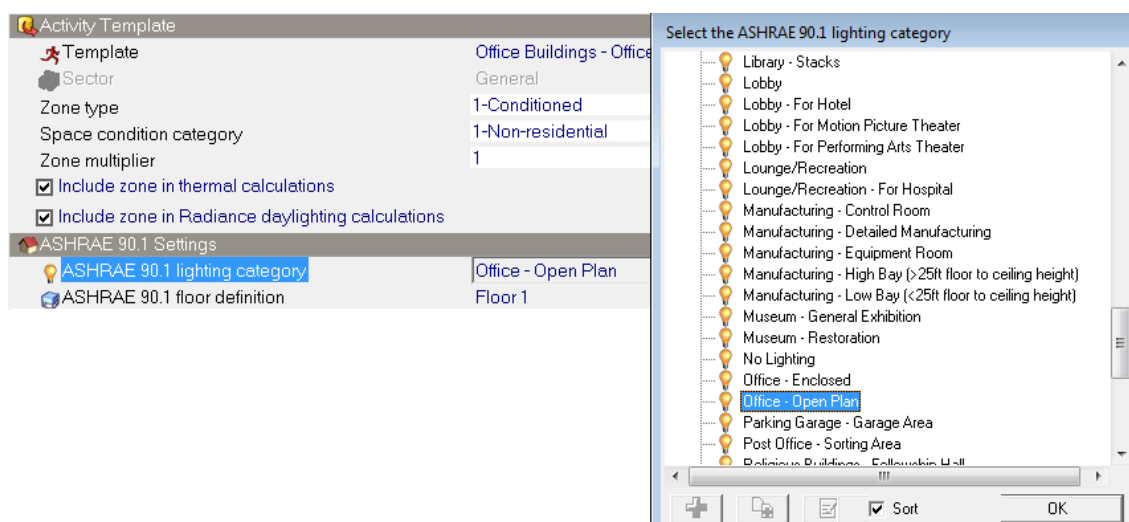 Activity Template
Template Office Buildings - Office
Sector General
Zone type 1-Conditioned
Space condition category 1-Non-residential
Zone multiplier 1
Include zone in thermal calculations
Include zone in Radiance daylighting calculations
ASHRAE 90.1 Settings
ASHRAE 90.1 lighting category Office - Open Plan
ASHRAE 90.1 floor definition Floor 1
Select the ASHRAE 90.1 lighting category
Library - Stacks
Lobby
Lobby - For Hotel
Lobby - For Motion Picture Theater
Lobby - For Performing Arts Theater
Lounge/Recreation
Lounge/Recreation - For Hospital
Manufacturing - Control Room
Manufacturing - Detailed Manufacturing
Manufacturing - Equipment Room
Manufacturing - High Bay (>25ft floor to ceiling height)
Manufacturing - Low Bay (<25ft floor to ceiling height)
Museum - General Exhibition
Museum - Restoration
No Lighting
Office - Enclosed
Office - Open Plan
Parking Garage - Garage Area
Post Office - Sorting Area
Religious Buildings - Fellowship Hall
Sort OK